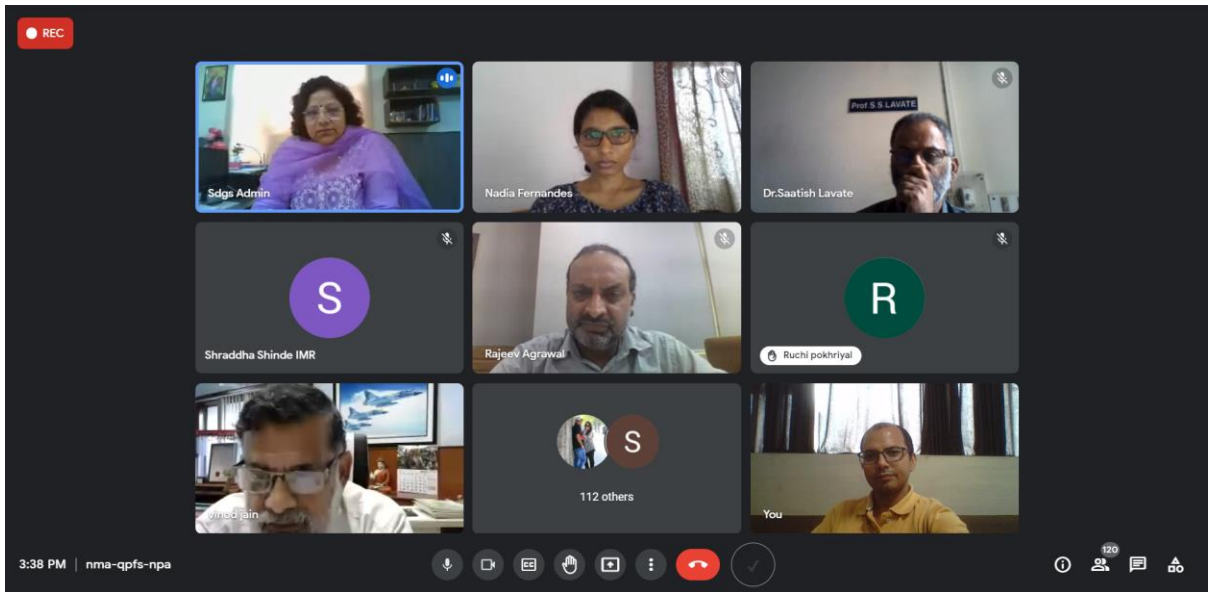 REC
Sdgs Admin
Nadia Fernandes
Prof S.S.LAVATE
Dr.Saatish Lavate
S
Shraddha Shinde IMR
Rajeev Agrawal
R
Ruchi pokhriyal
Vinod jain
S
112 others
You
3:38 PM | nma-qpfs-npa
CC
120